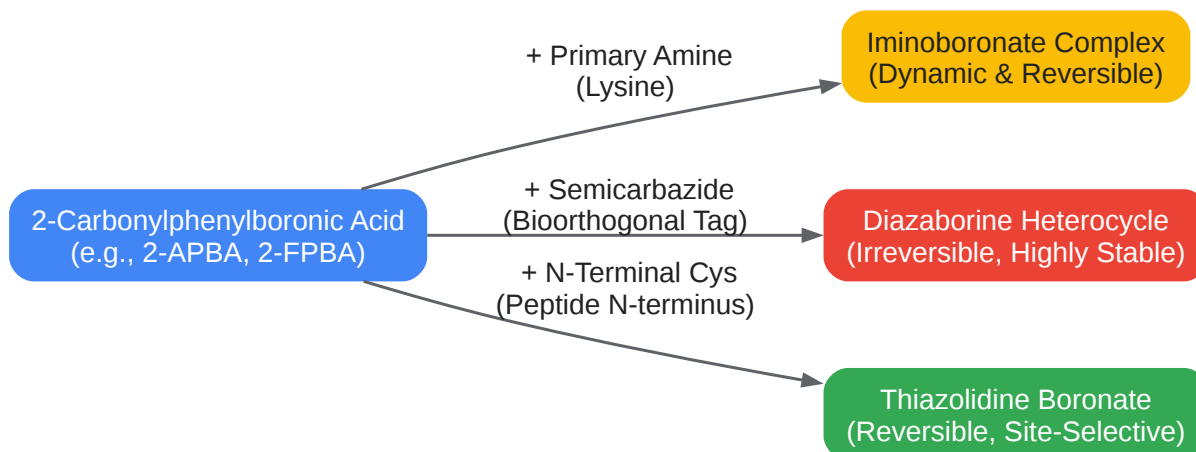 + Primary Amine
(Lysine)
Iminoboronate Complex
(Dynamic & Reversible)
2-Carbonylphenylboronic Acid
(e.g., 2-APBA, 2-FPBA)
+ Semicarbazide
(Bioorthogonal Tag)
Diazaborine Heterocycle
(Irreversible, Highly Stable)
+ N-Terminal Cys
(Peptide N-terminus)
Thiazolidine Boronate
(Reversible, Site-Selective)